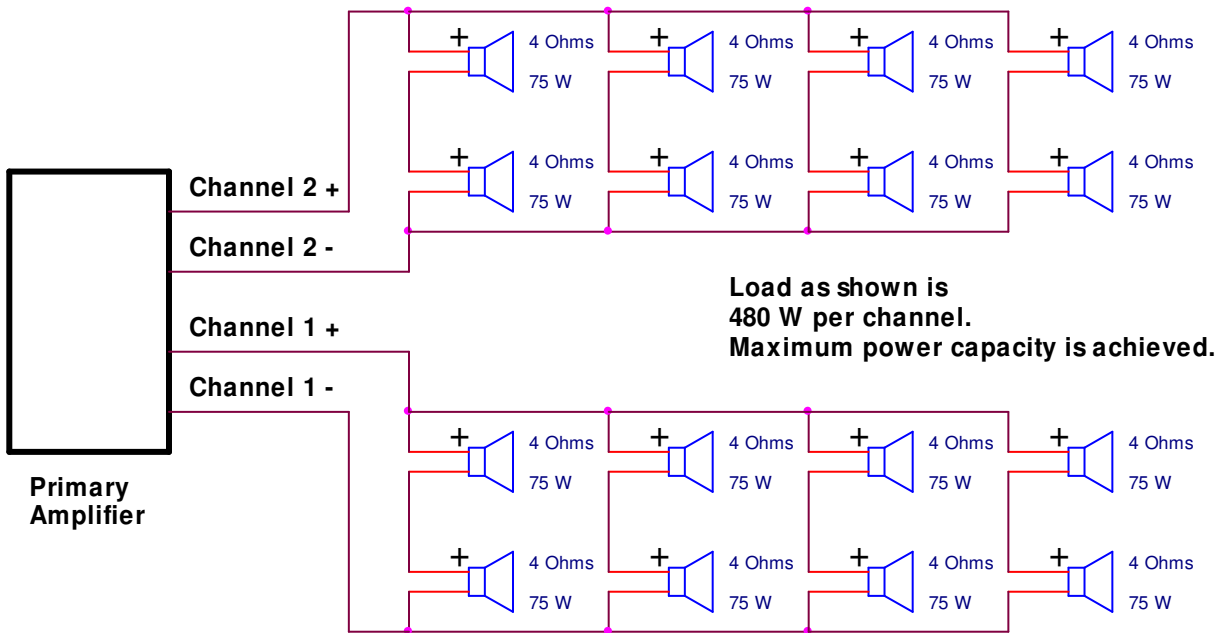 + 4 Ohms + 4 Ohms + 4 Ohms + 4 Ohms
75 W 75 W 75 W 75 W
+ 4 Ohms + 4 Ohms + 4 Ohms + 4 Ohms
Channel 2 +
75 W 75 W 75 W 75 W
Channel 2 -
Load as shown is
480 W per channel.
Maximum power capacity is achieved.
Channel 1 +
Channel 1 -
+ 4 Ohms + 4 Ohms + 4 Ohms + 4 Ohms
75 W 75 W 75 W 75 W
Primary
Amplifier
+ 4 Ohms + 4 Ohms + 4 Ohms + 4 Ohms
75 W 75 W 75 W 75 W